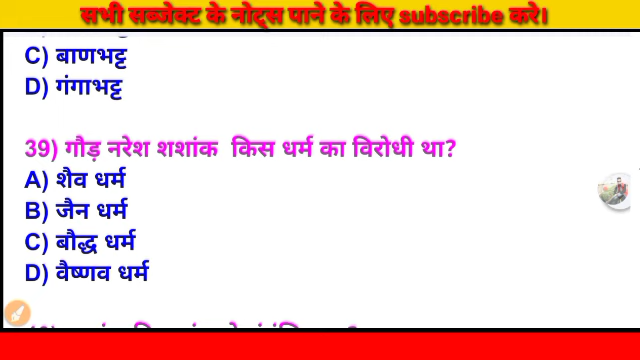 सभी सब्जेक्ट के नोट्स पाने के लिए subscribe करे।
C) बाणभट्ट
D) गंगाभट्ट
39) गौड़ नरेश शशांक किस धर्म का विरोधी था?
A) शैव धर्म
B) जैन धर्म
C) बौद्ध धर्म
D) वैष्णव धर्म